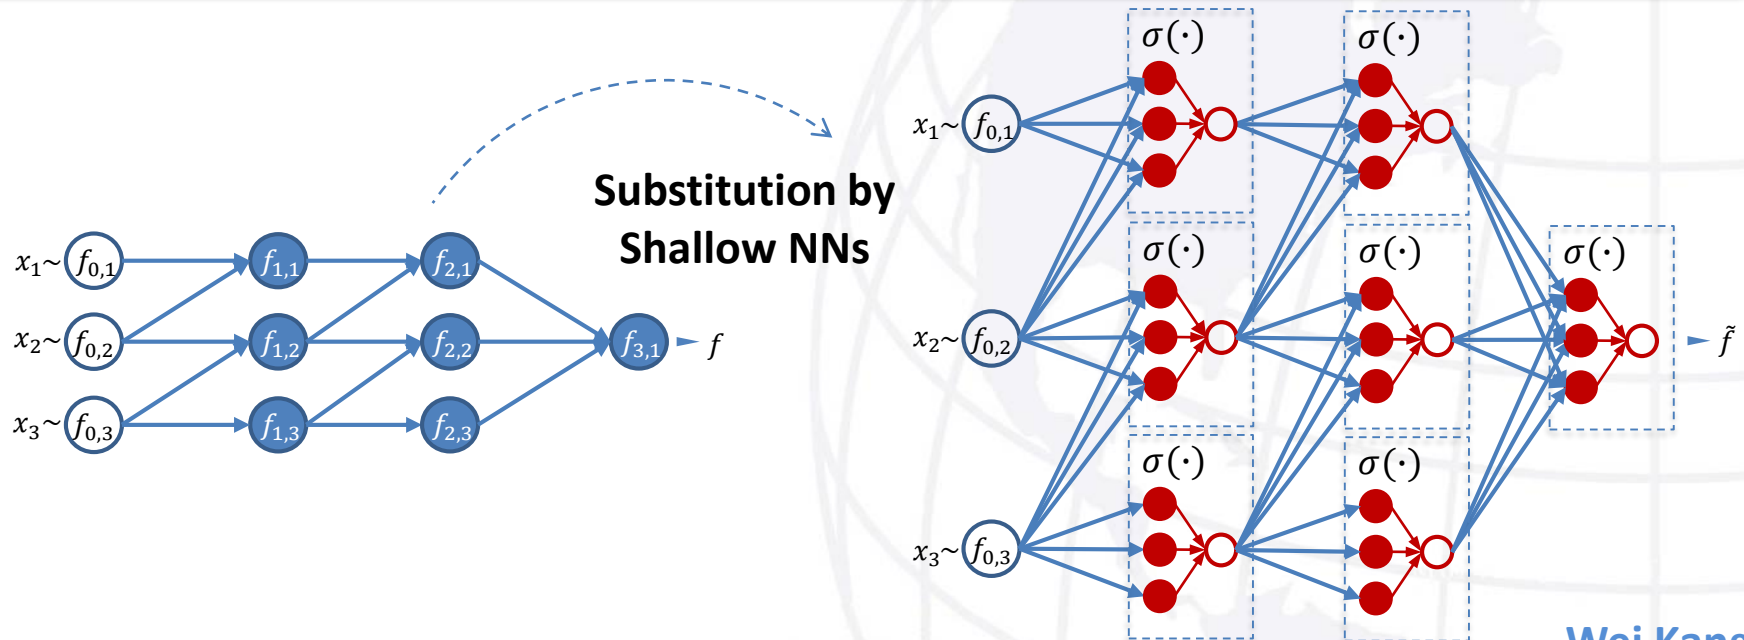 x₁~ f₀,₁ f₁,₁ f₂,₁
x₂~ f₀,₂ f₁,₂ f₂,₂ f₃,₁ f
x₃~ f₀,₃ f₁,₃ f₂,₃
Substitution by
Shallow NNs
σ(·) σ(·)
x₁~ f₀,₁
σ(·) σ(·) σ(·)
x₂~ f₀,₂ f̃
σ(·) σ(·)
x₃~ f₀,₃